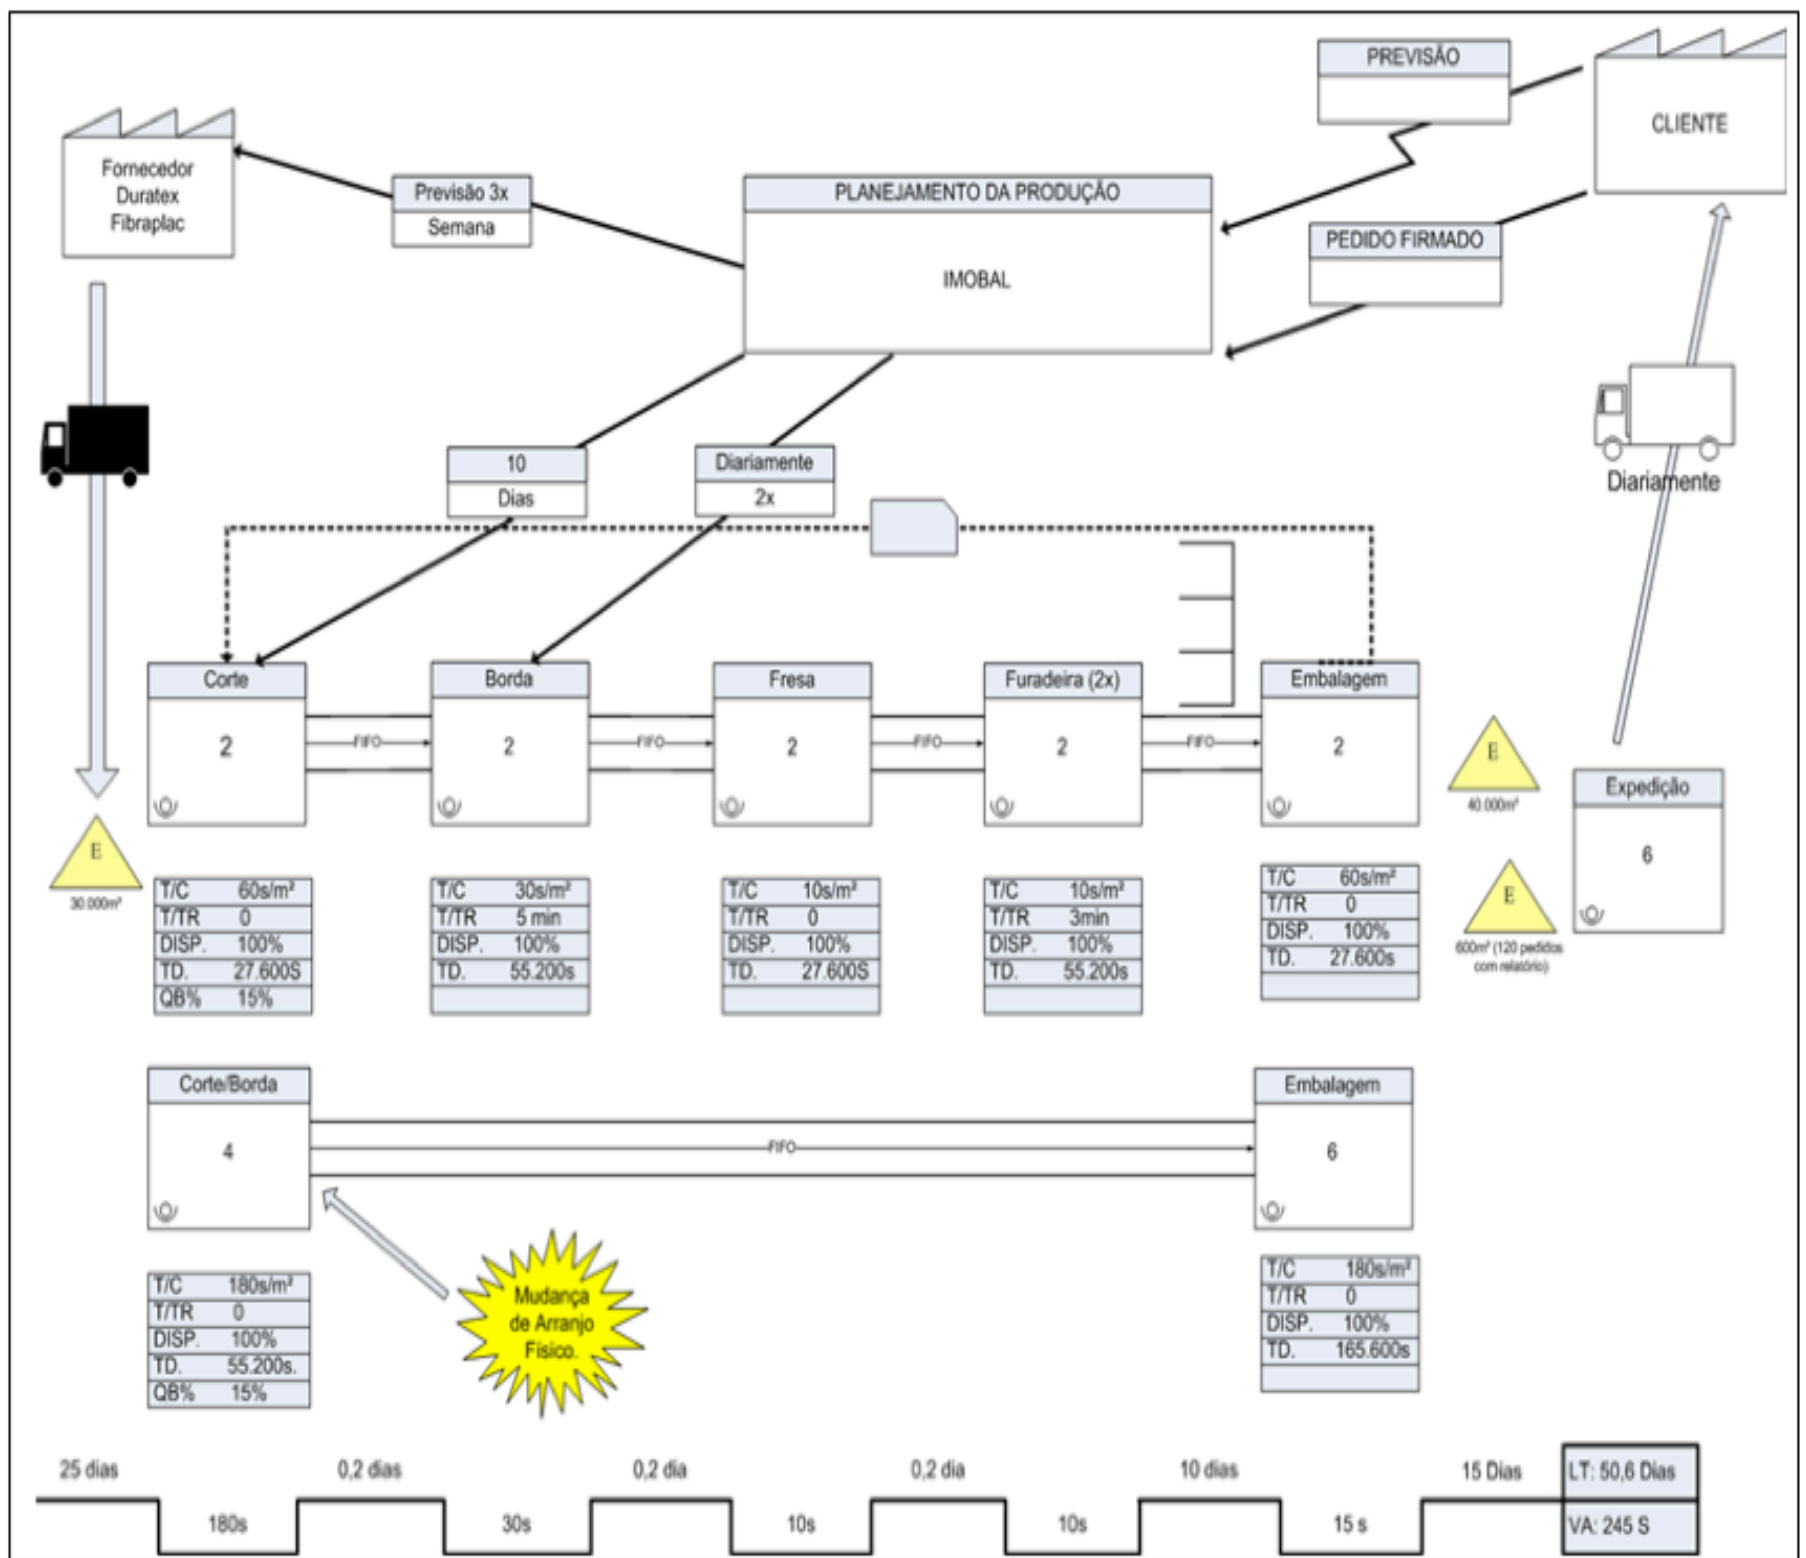 PREVISÃO
CLIENTE
Fornecedor
Duratex
Fibraplac
Previsão 3x
Semana
PLANEJAMENTO DA PRODUÇÃO
IMOBAL
PEDIDO FIRMADO
10
Dias
Diariamente
2x
Diariamente
Corte
2
FIFO
Borda
2
FIFO
Fresa
2
FIFO
Furadeira (2x)
2
FIFO
Embalagem
2
E
40.000m²
Expedição
6
E
30.000m²
E
600m² (120 pedidos
com relatório)
T/C 60s/m²
T/TR 0
DISP. 100%
TD. 27.600S
QB% 15%
T/C 30s/m²
T/TR 5 min
DISP. 100%
TD. 55.200s
T/C 10s/m²
T/TR 0
DISP. 100%
TD. 27.600S
T/C 10s/m²
T/TR 3min
DISP. 100%
TD. 55.200s
T/C 60s/m²
T/TR 0
DISP. 100%
TD. 27.600s
Corte/Borda
4
FIFO
Embalagem
6
T/C 180s/m²
T/TR 0
DISP. 100%
TD. 55.200s.
QB% 15%
Mudança
de Arranjo
Físico.
T/C 180s/m²
T/TR 0
DISP. 100%
TD. 165.600s
25 dias 0,2 dias 0,2 dia 0,2 dia 10 dias 15 Dias LT: 50,6 Dias
180s 30s 10s 10s 15 s VA: 245 S